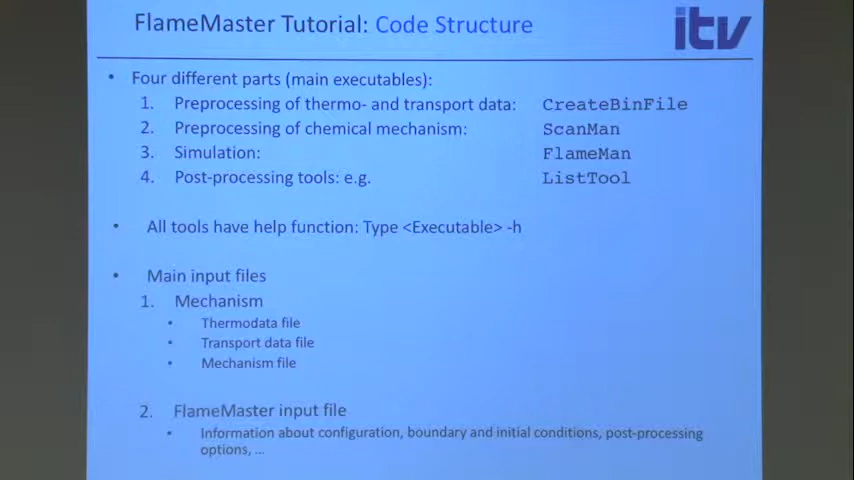 FlameMaster Tutorial: Code Structure
itv
• Four different parts (main executables):
1. Preprocessing of thermo- and transport data: CreateBinFile
2. Preprocessing of chemical mechanism: ScanMan
3. Simulation: FlameMan
4. Post-processing tools: e.g. ListTool
• All tools have help function: Type <Executable> -h
• Main input files
1. Mechanism
• Thermodata file
• Transport data file
• Mechanism file
2. FlameMaster input file
• Information about configuration, boundary and initial conditions, post-processing
options, ...